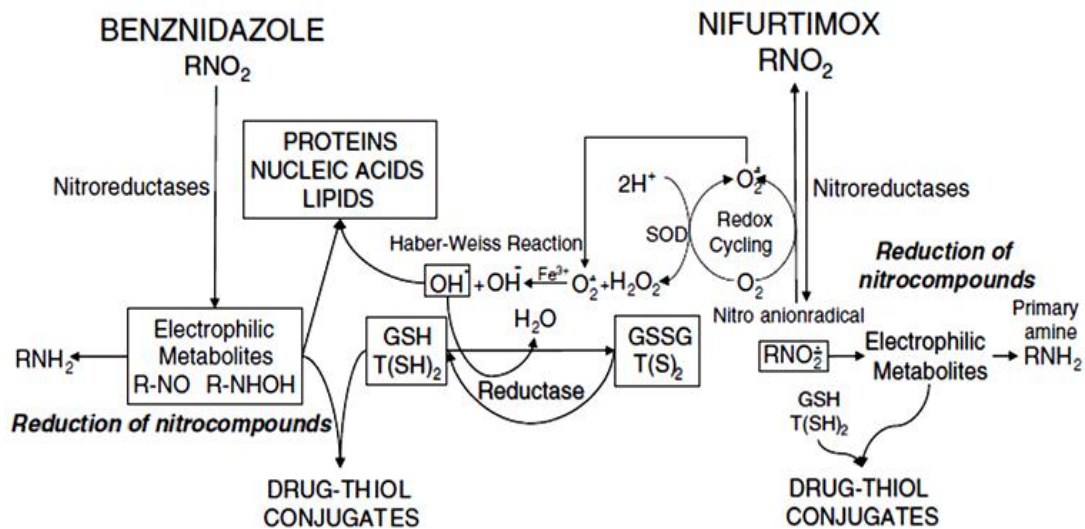 BENZNIDAZOLE
RNO₂
Nitroreductases
PROTEINS
NUCLEIC ACIDS
LIPIDS
NIFURTIMOX
RNO₂
Nitroreductases
2H⁺
O₂⨪
SOD
Redox
Cycling
O₂
Haber-Weiss Reaction
OH˙ + OH⁻ Fe³⁺ O₂⨪ + H₂O₂
H₂O
Reduction of
nitrocompounds
Electrophilic
Metabolites
R-NO R-NHOH
RNH₂
Reduction of nitrocompounds
GSH
T(SH)₂
Reductase
GSSG
T(S)₂
Nitro anionradical
RNO₂⨪
Electrophilic
Metabolites
Primary
amine
RNH₂
GSH
T(SH)₂
DRUG-THIOL
CONJUGATES
DRUG-THIOL
CONJUGATES